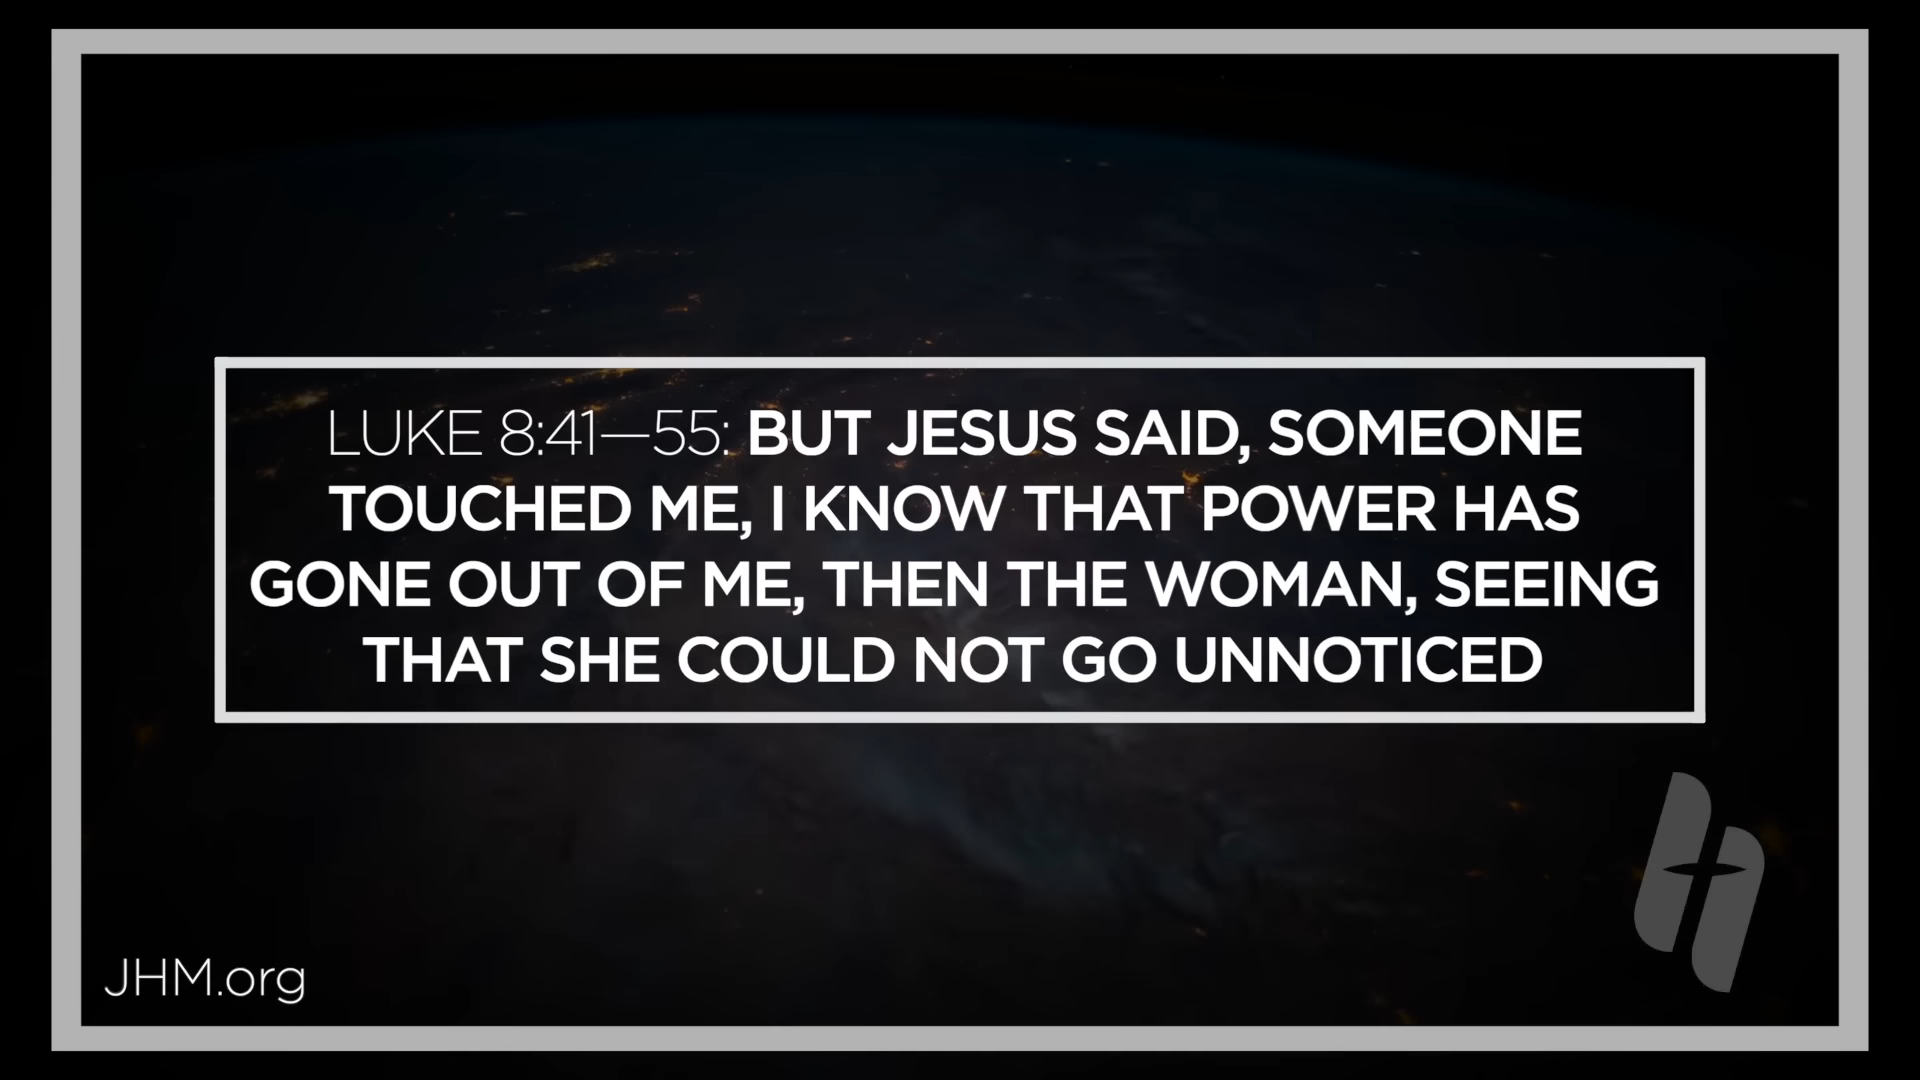 LUKE 8:41—55: BUT JESUS SAID, SOMEONE
TOUCHED ME, I KNOW THAT POWER HAS
GONE OUT OF ME, THEN THE WOMAN, SEEING
THAT SHE COULD NOT GO UNNOTICED
JHM.org